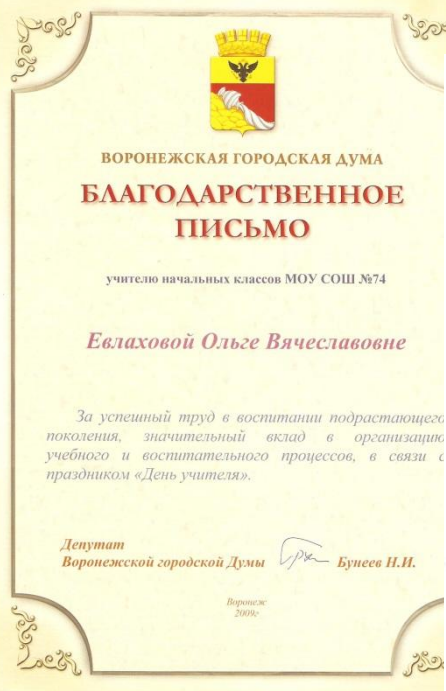 ВОРОНЕЖСКАЯ ГОРОДСКАЯ ДУМА
БЛАГОДАРСТВЕННОЕ
ПИСЬМО
учителю начальных классов МОУ СОШ №74
Евлаховой Ольге Вячеславовне
За успешный труд в воспитании подрастающего
поколения, значительный вклад в организацию
учебного и воспитательного процессов, в связи с
праздником «День учителя».
Депутат
Воронежской городской Думы Бунеев Н.И.
Воронеж
2009г